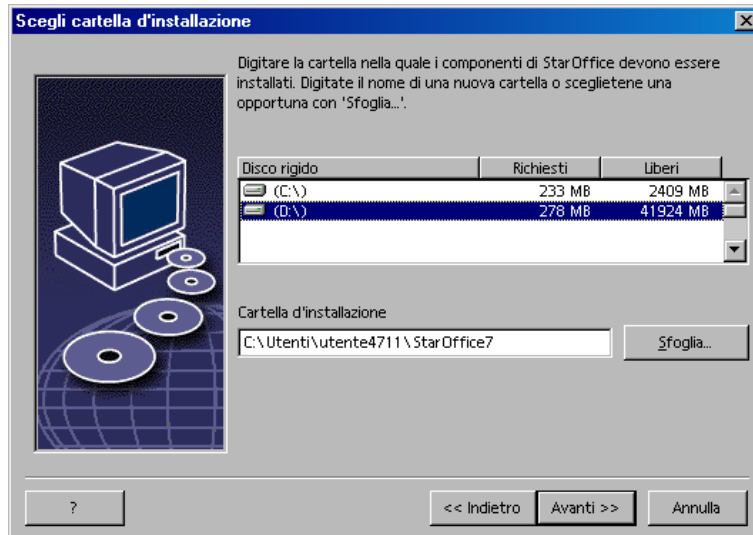 Scegli cartella d'installazione
Digitare la cartella nella quale i componenti di StarOffice devono essere
installati. Digitate il nome di una nuova cartella o sceglietene una
opportuna con 'Sfoglia...'.
Disco rigido Richiesti Liberi
(C:\) 233 MB 2409 MB
(D:\) 278 MB 41924 MB
Cartella d'installazione
C:\Utenti\utente4711\StarOffice7
Sfoglia...
? << Indietro Avanti >> Annulla